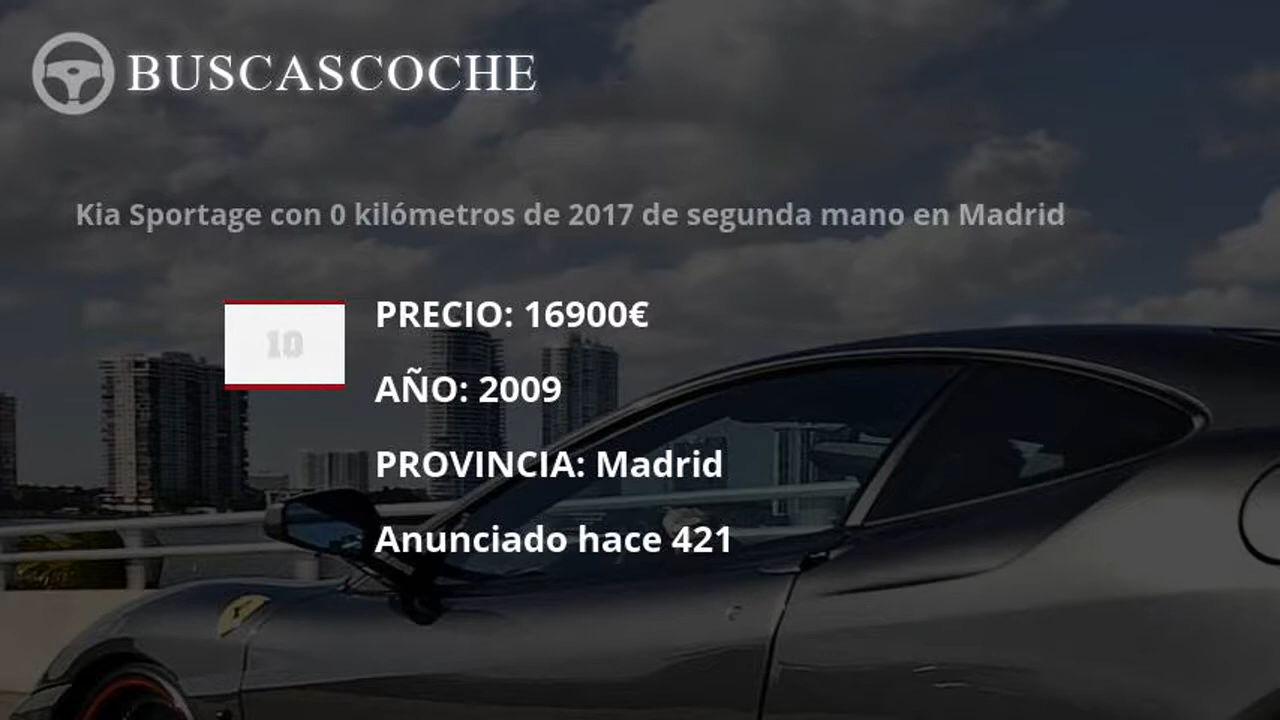 BUSCASCOCHE
Kia Sportage con 0 kilómetros de 2017 de segunda mano en Madrid
10
PRECIO: 16900€
AÑO: 2009
PROVINCIA: Madrid
Anunciado hace 421